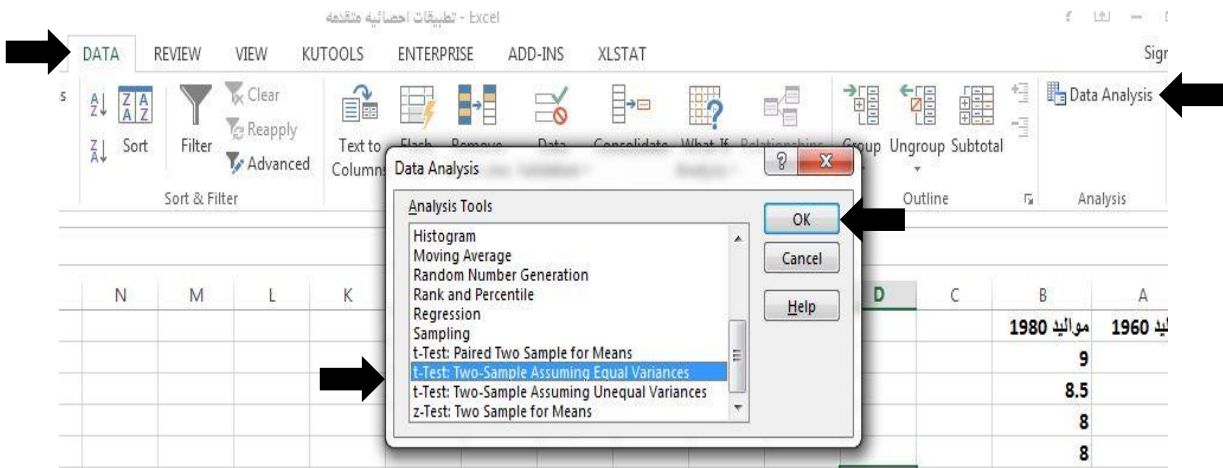 تطبيقات احصائيه متقدمه - Excel
DATA REVIEW VIEW KUTOOLS ENTERPRISE ADD-INS XLSTAT
Sort
Filter
Clear
Reapply
Advanced
Text to
Columns
Flash Remove Data Consolidate What-If Relationships
Group Ungroup Subtotal
Data Analysis
Sort & Filter
Outline
Analysis
Data Analysis
Analysis Tools
Histogram
Moving Average
Random Number Generation
Rank and Percentile
Regression
Sampling
t-Test: Paired Two Sample for Means
t-Test: Two-Sample Assuming Equal Variances
t-Test: Two-Sample Assuming Unequal Variances
z-Test: Two Sample for Means
OK
Cancel
Help
N M L K D C B A
مواليد 1980
1960
9
8.5
8
8